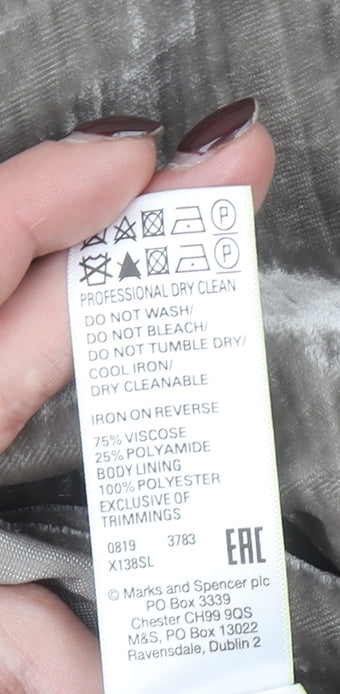 P
P
PROFESSIONAL DRY CLEAN
DO NOT WASH/
DO NOT BLEACH/
DO NOT TUMBLE DRY/
COOL IRON/
DRY CLEANABLE
IRON ON REVERSE
75% VISCOSE
25% POLYAMIDE
BODY LINING
100% POLYESTER
EXCLUSIVE OF
TRIMMINGS
0819 3783
X138SL EAC
© Marks and Spencer plc
PO Box 3339
Chester CH99 9QS
M&S, PO Box 13022
Ravensdale, Dublin 2